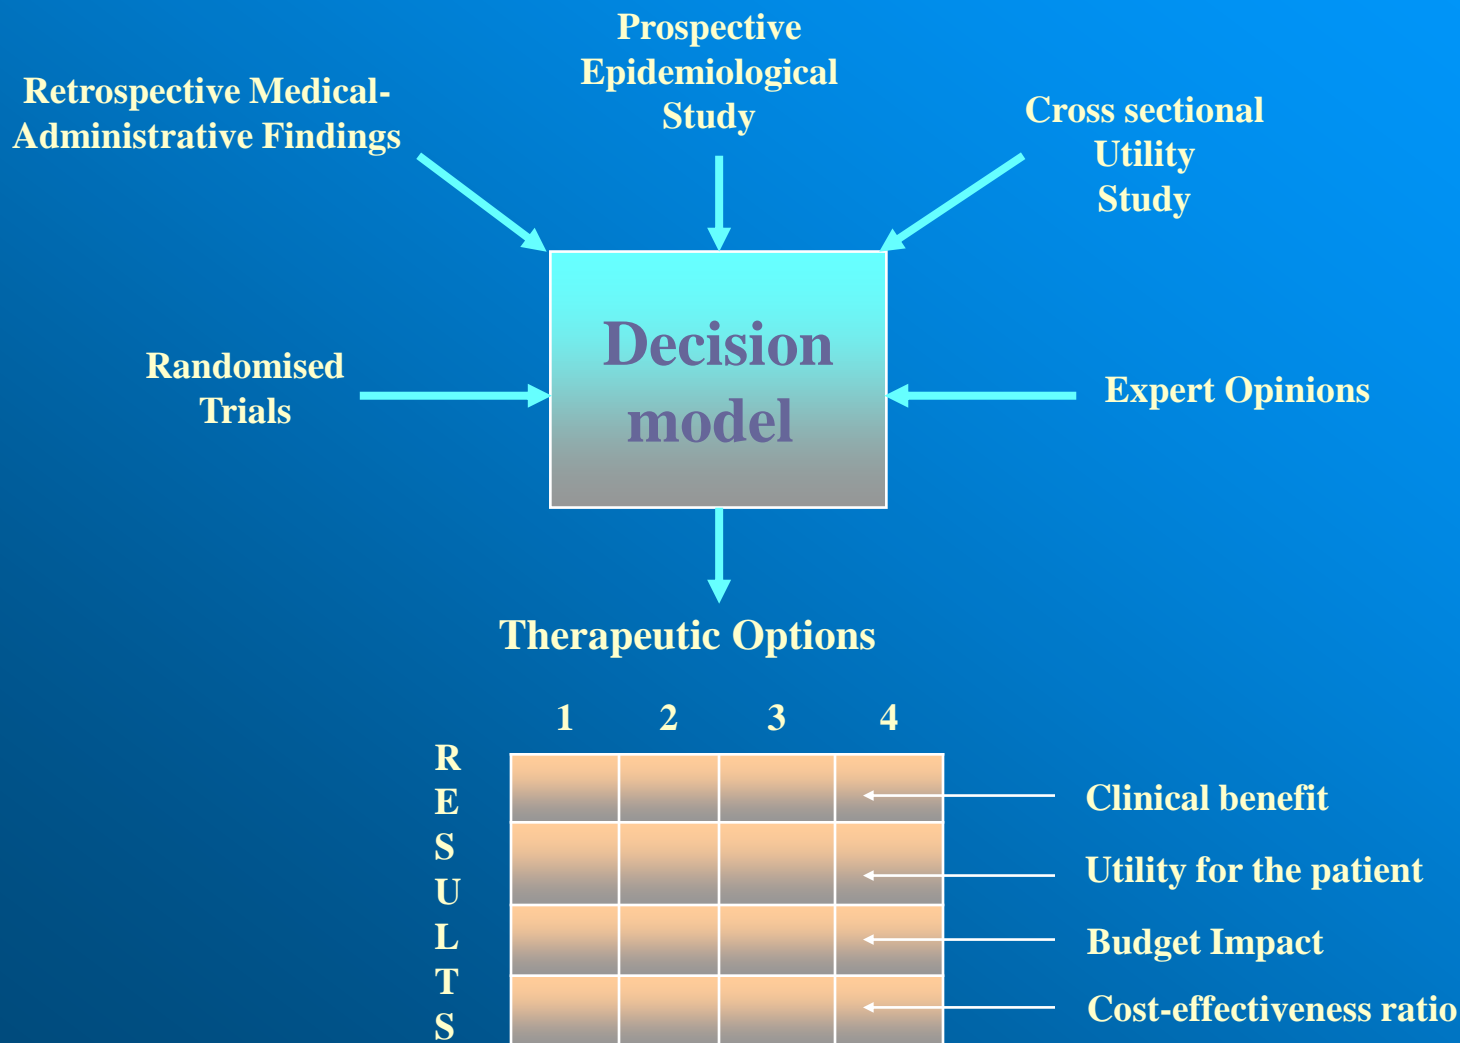 Prospective
Epidemiological
Study
Retrospective Medical-
Administrative Findings
Cross sectional
Utility
Study
Randomised
Trials
Decision
model
Expert Opinions
Therapeutic Options
1 2 3 4
R
E
S
U
L
T
S
Clinical benefit
Utility for the patient
Budget Impact
Cost-effectiveness ratio